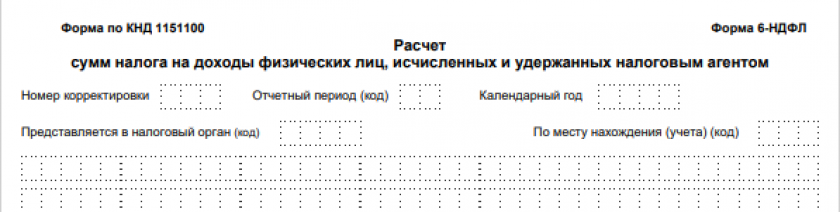 Форма по КНД 1151100 Форма 6-НДФЛ
Расчет
сумм налога на доходы физических лиц, исчисленных и удержанных налоговым агентом
Номер корректировки Отчетный период (код) Календарный год
Представляется в налоговый орган (код) По месту нахождения (учета) (код)